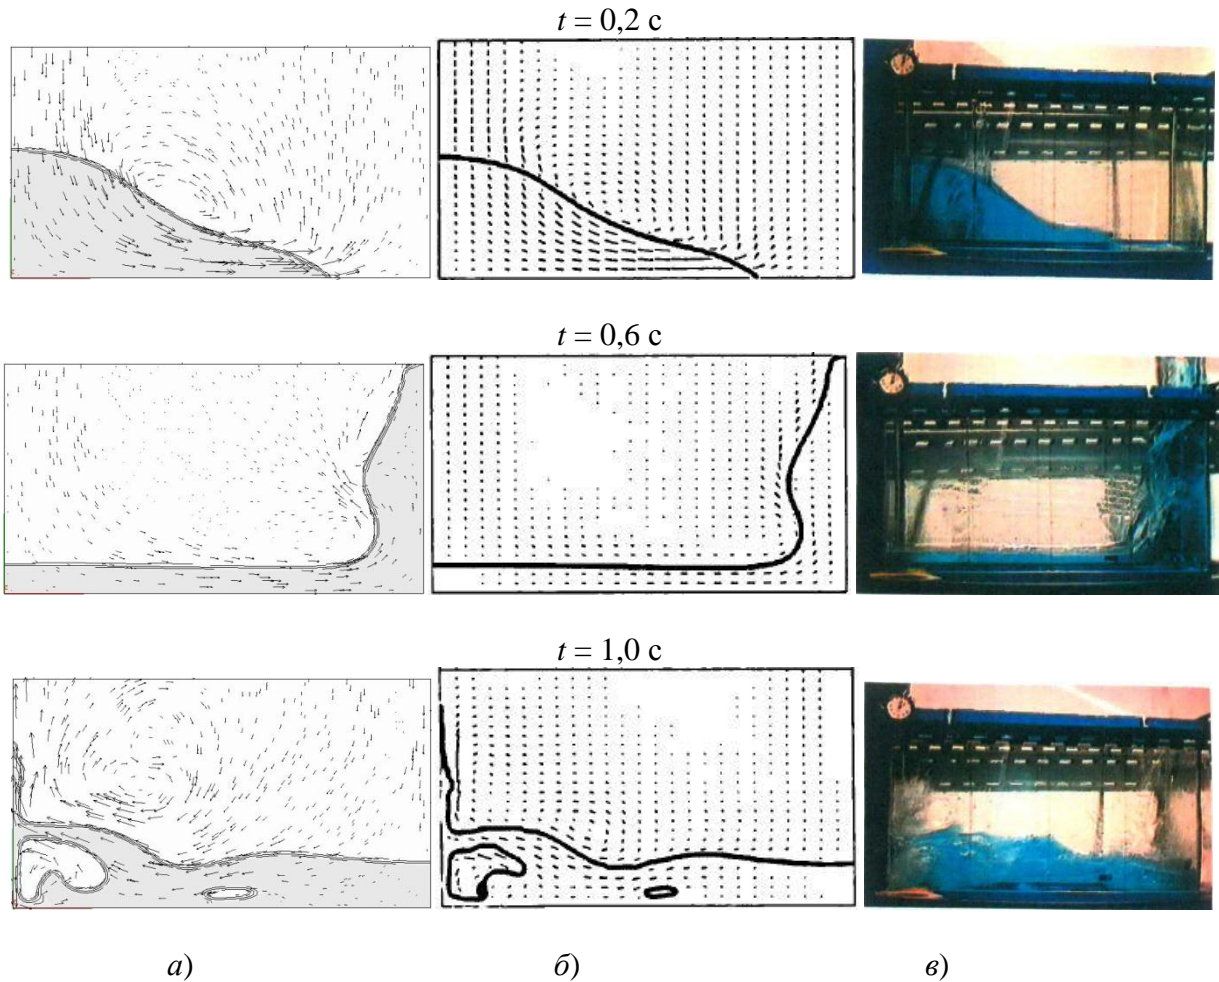 t = 0,2 с
t = 0,6 с
t = 1,0 с
а) б) в)